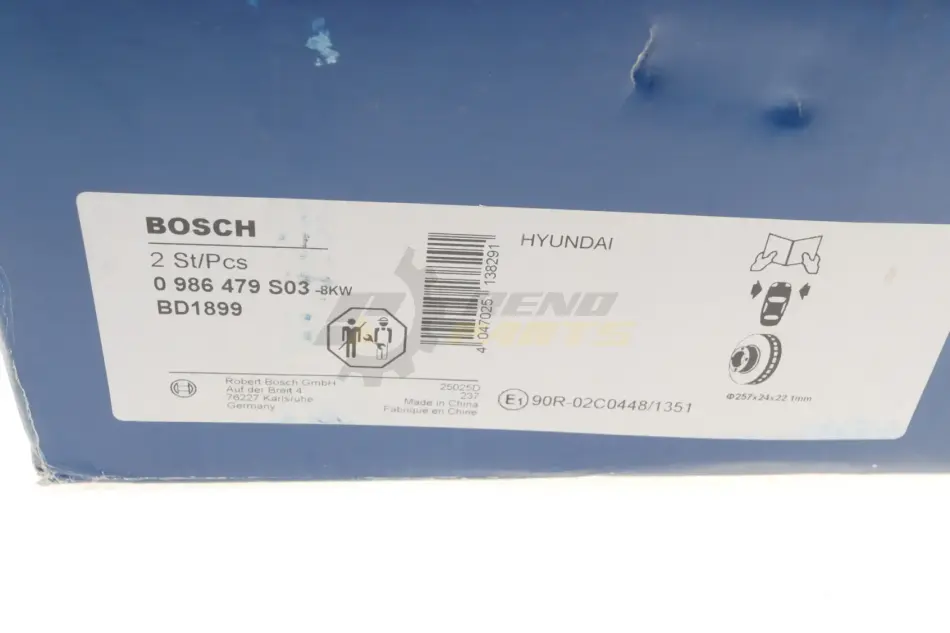 BOSCH
2 St/Pcs
0 986 479 S03 -8KW
BD1899
Robert Bosch GmbH
Auf der Breit 4
76227 Karlsruhe
Germany
25025D
237
Made in China
Fabriqué en Chine
4 047025 138291
HYUNDAI
E1 90R-02C0448/1351
Φ257x24x22.1mm
PARTS